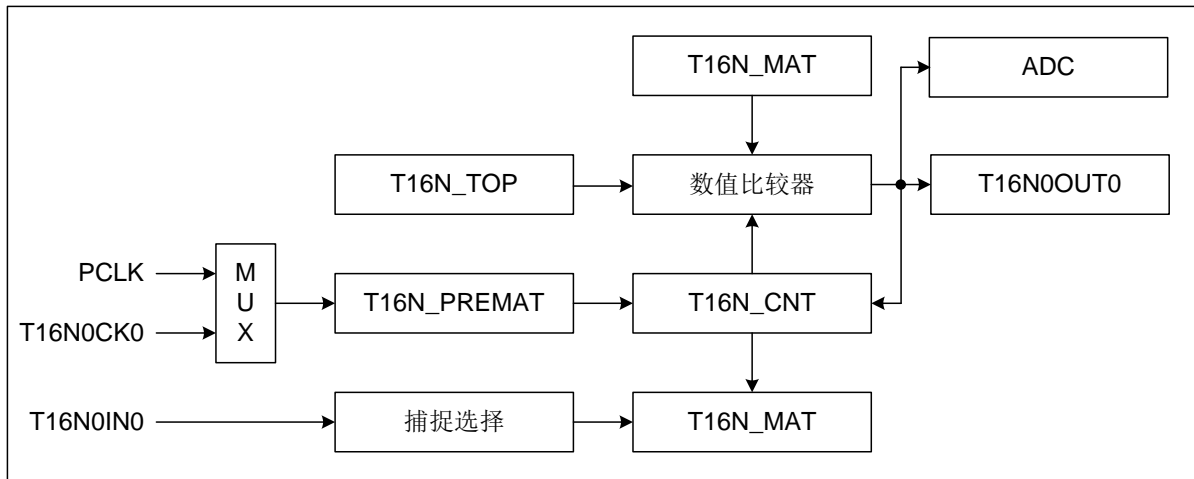 T16N_MAT
ADC
T16N_TOP
数值比较器
T16N0OUT0
PCLK
T16N0CK0
M
U
X
T16N_PREMAT
T16N_CNT
T16N0IN0
捕捉选择
T16N_MAT